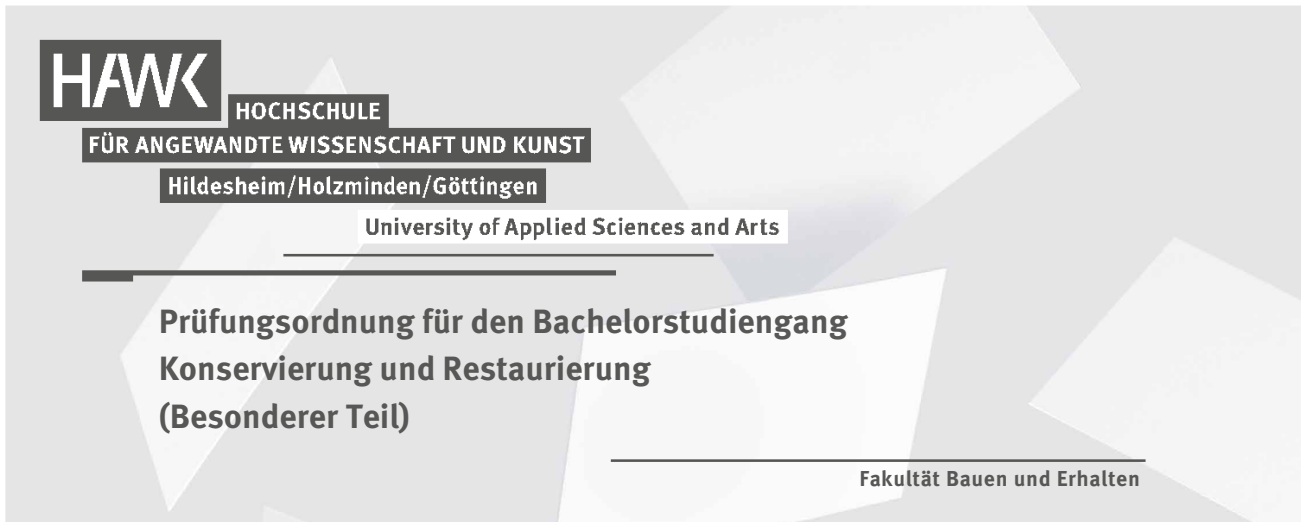 HAWK
HOCHSCHULE
FÜR ANGEWANDTE WISSENSCHAFT UND KUNST
Hildesheim/Holzminden/Göttingen
University of Applied Sciences and Arts
Prüfungsordnung für den Bachelorstudiengang
Konservierung und Restaurierung
(Besonderer Teil)
Fakultät Bauen und Erhalten